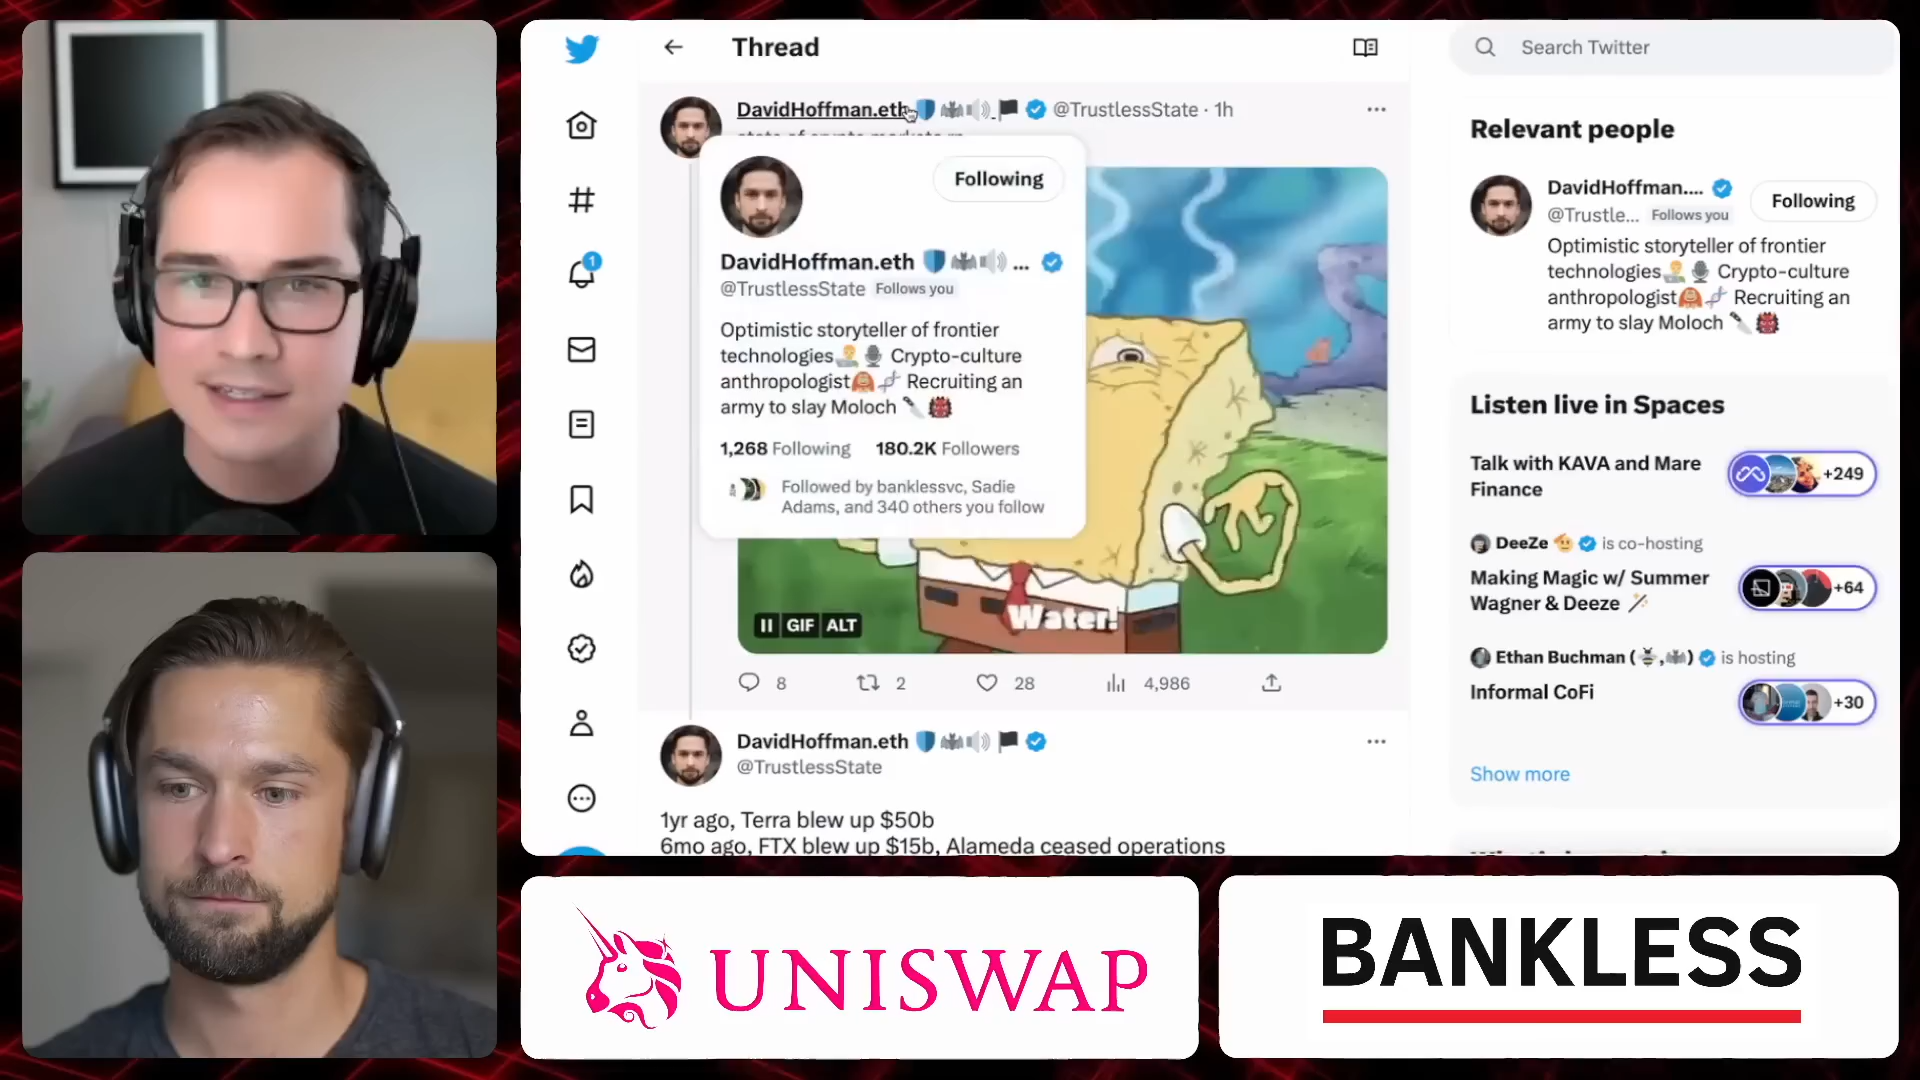 Thread
Search Twitter
DavidHoffman.eth @TrustlessState · 1h
state of crypto markets rn
Following
DavidHoffman.eth ...
@TrustlessState Follows you
Optimistic storyteller of frontier
technologies Crypto-culture
anthropologist Recruiting an
army to slay Moloch
1,268 Following 180.2K Followers
Followed by banklessvc, Sadie
Adams, and 340 others you follow
Water!
GIF ALT
8 2 28 4,986
DavidHoffman.eth
@TrustlessState
1yr ago, Terra blew up $50b
6mo ago, FTX blew up $15b, Alameda ceased operations
1
Relevant people
DavidHoffman....
@Trustle... Follows you
Following
Optimistic storyteller of frontier
technologies Crypto-culture
anthropologist Recruiting an
army to slay Moloch
Listen live in Spaces
Talk with KAVA and Mare
Finance
+249
DeeZe is co-hosting
Making Magic w/ Summer
Wagner & Deeze
+64
Ethan Buchman ( , ) is hosting
Informal CoFi
+30
Show more
UNISWAP
BANKLESS